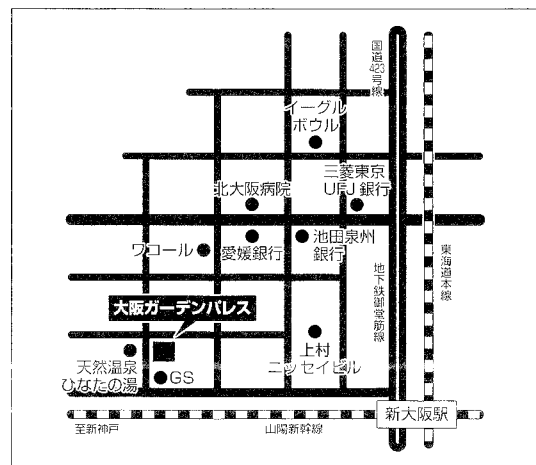 国道423号線
イーグル
ボウル
三菱東京
UFJ 銀行
北大阪病院
ワコール
愛媛銀行
池田泉州
銀行
地下鉄御堂筋線
東海道本線
大阪ガーデンパレス
上村
ニッセイビル
天然温泉
ひなたの湯
GS
新大阪駅
至新神戸
山陽新幹線